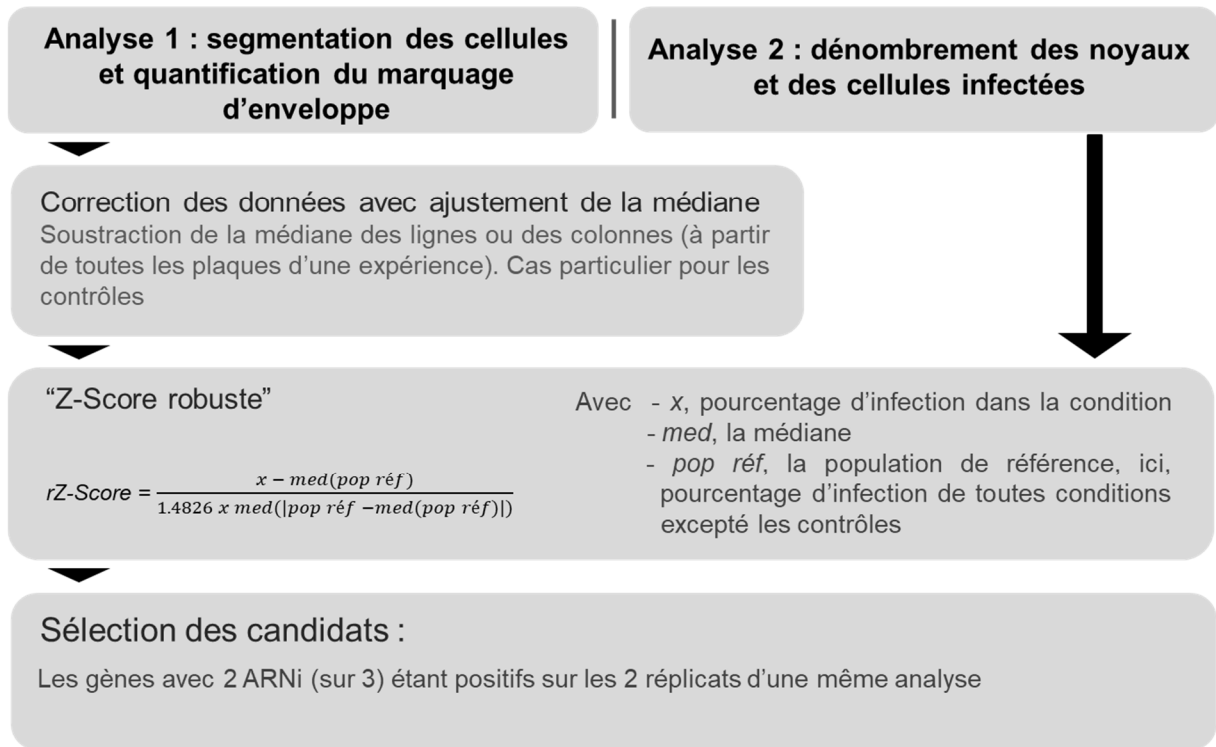 Analyse 1 : segmentation des cellules
et quantification du marquage
d’enveloppe
Analyse 2 : dénombrement des noyaux
et des cellules infectées
Correction des données avec ajustement de la médiane
Soustraction de la médiane des lignes ou des colonnes (à partir
de toutes les plaques d’une expérience). Cas particulier pour les
contrôles
“Z-Score robuste”
rZ-Score = x − med(pop réf) / 1.4826 x med(|pop réf −med(pop réf)|)
Avec - x, pourcentage d’infection dans la condition
- med, la médiane
- pop réf, la population de référence, ici,
pourcentage d’infection de toutes conditions
excepté les contrôles
Sélection des candidats :
Les gènes avec 2 ARNi (sur 3) étant positifs sur les 2 réplicats d’une même analyse